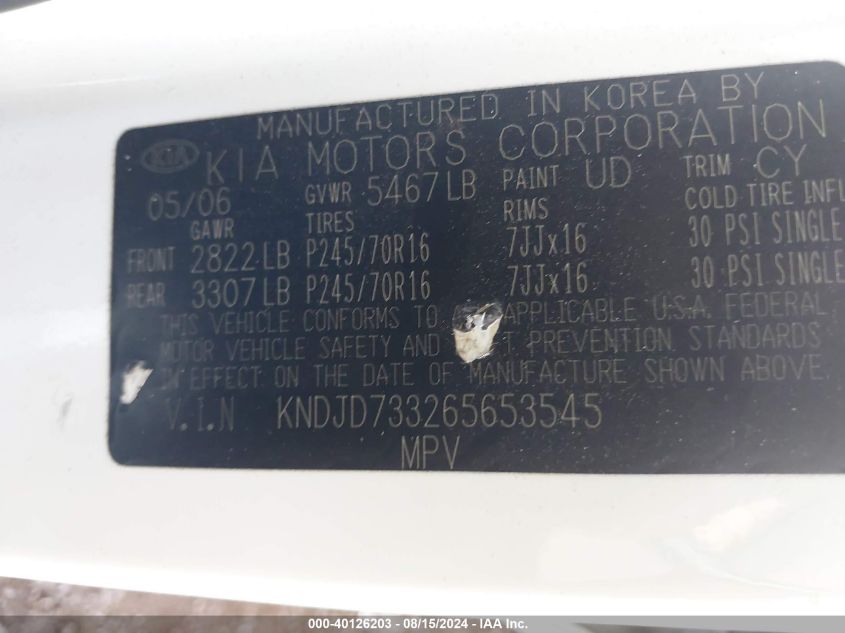 MANUFACTURED IN KOREA BY
KIA KIA MOTORS CORPORATION
05/06 GVWR 5467LB PAINT UD TRIM CY
GAWR TIRES RIMS COLD TIRE INFL
FRONT 2822LB P245/70R16 7JJx16 30 PSI SINGLE
REAR 3307LB P245/70R16 7JJx16 30 PSI SINGLE
THIS VEHICLE CONFORMS TO APPLICABLE U.S.A. FEDERAL
MOTOR VEHICLE SAFETY AND PREVENTION STANDARDS
IN EFFECT ON THE DATE OF MANUFACTURE SHOWN ABOVE.
V.I.N KNDJD733265653545
MPV
000-40126203 - 08/15/2024 - IAA Inc.